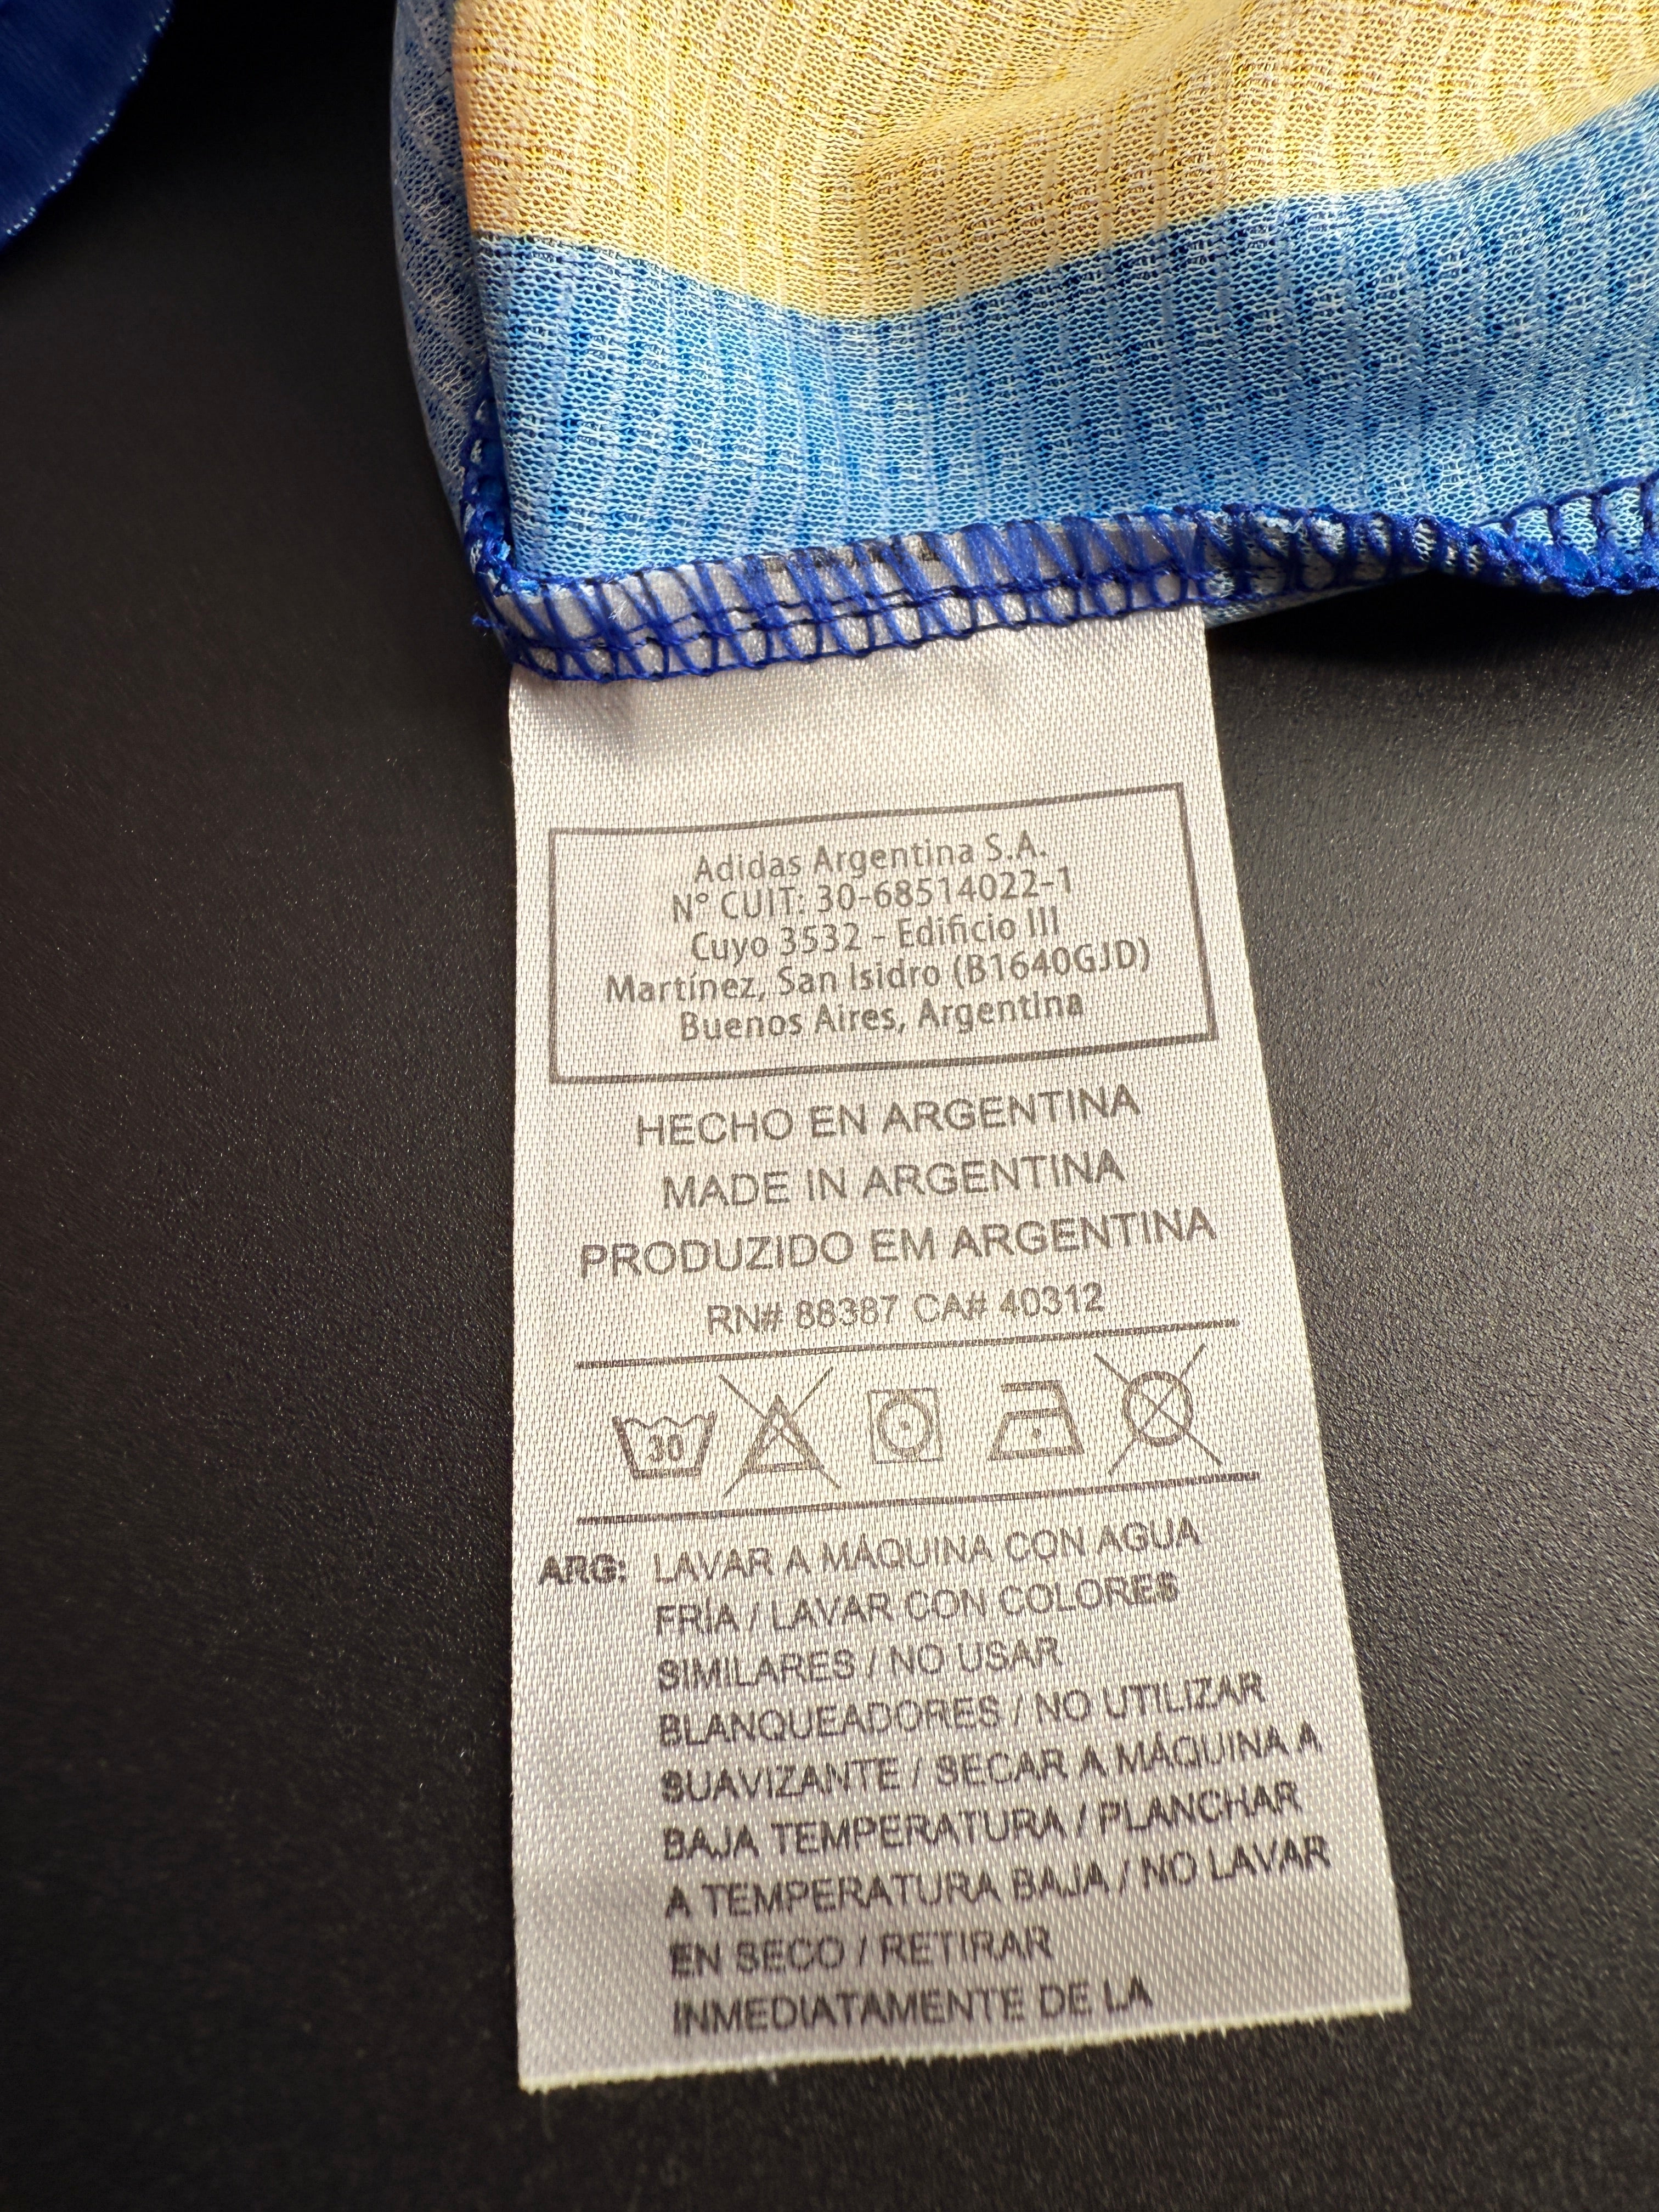 Adidas Argentina S.A.
N° CUIT: 30-68514022-1
Cuyo 3532 - Edificio III
Martínez, San Isidro (B1640GJD)
Buenos Aires, Argentina
HECHO EN ARGENTINA
MADE IN ARGENTINA
PRODUZIDO EM ARGENTINA
RN# 88387 CA# 40312
30
ARG: LAVAR A MÁQUINA CON AGUA
FRÍA / LAVAR CON COLORES
SIMILARES / NO USAR
BLANQUEADORES / NO UTILIZAR
SUAVIZANTE / SECAR A MÁQUINA A
BAJA TEMPERATURA / PLANCHAR
A TEMPERATURA BAJA / NO LAVAR
EN SECO / RETIRAR
INMEDIATAMENTE DE LA